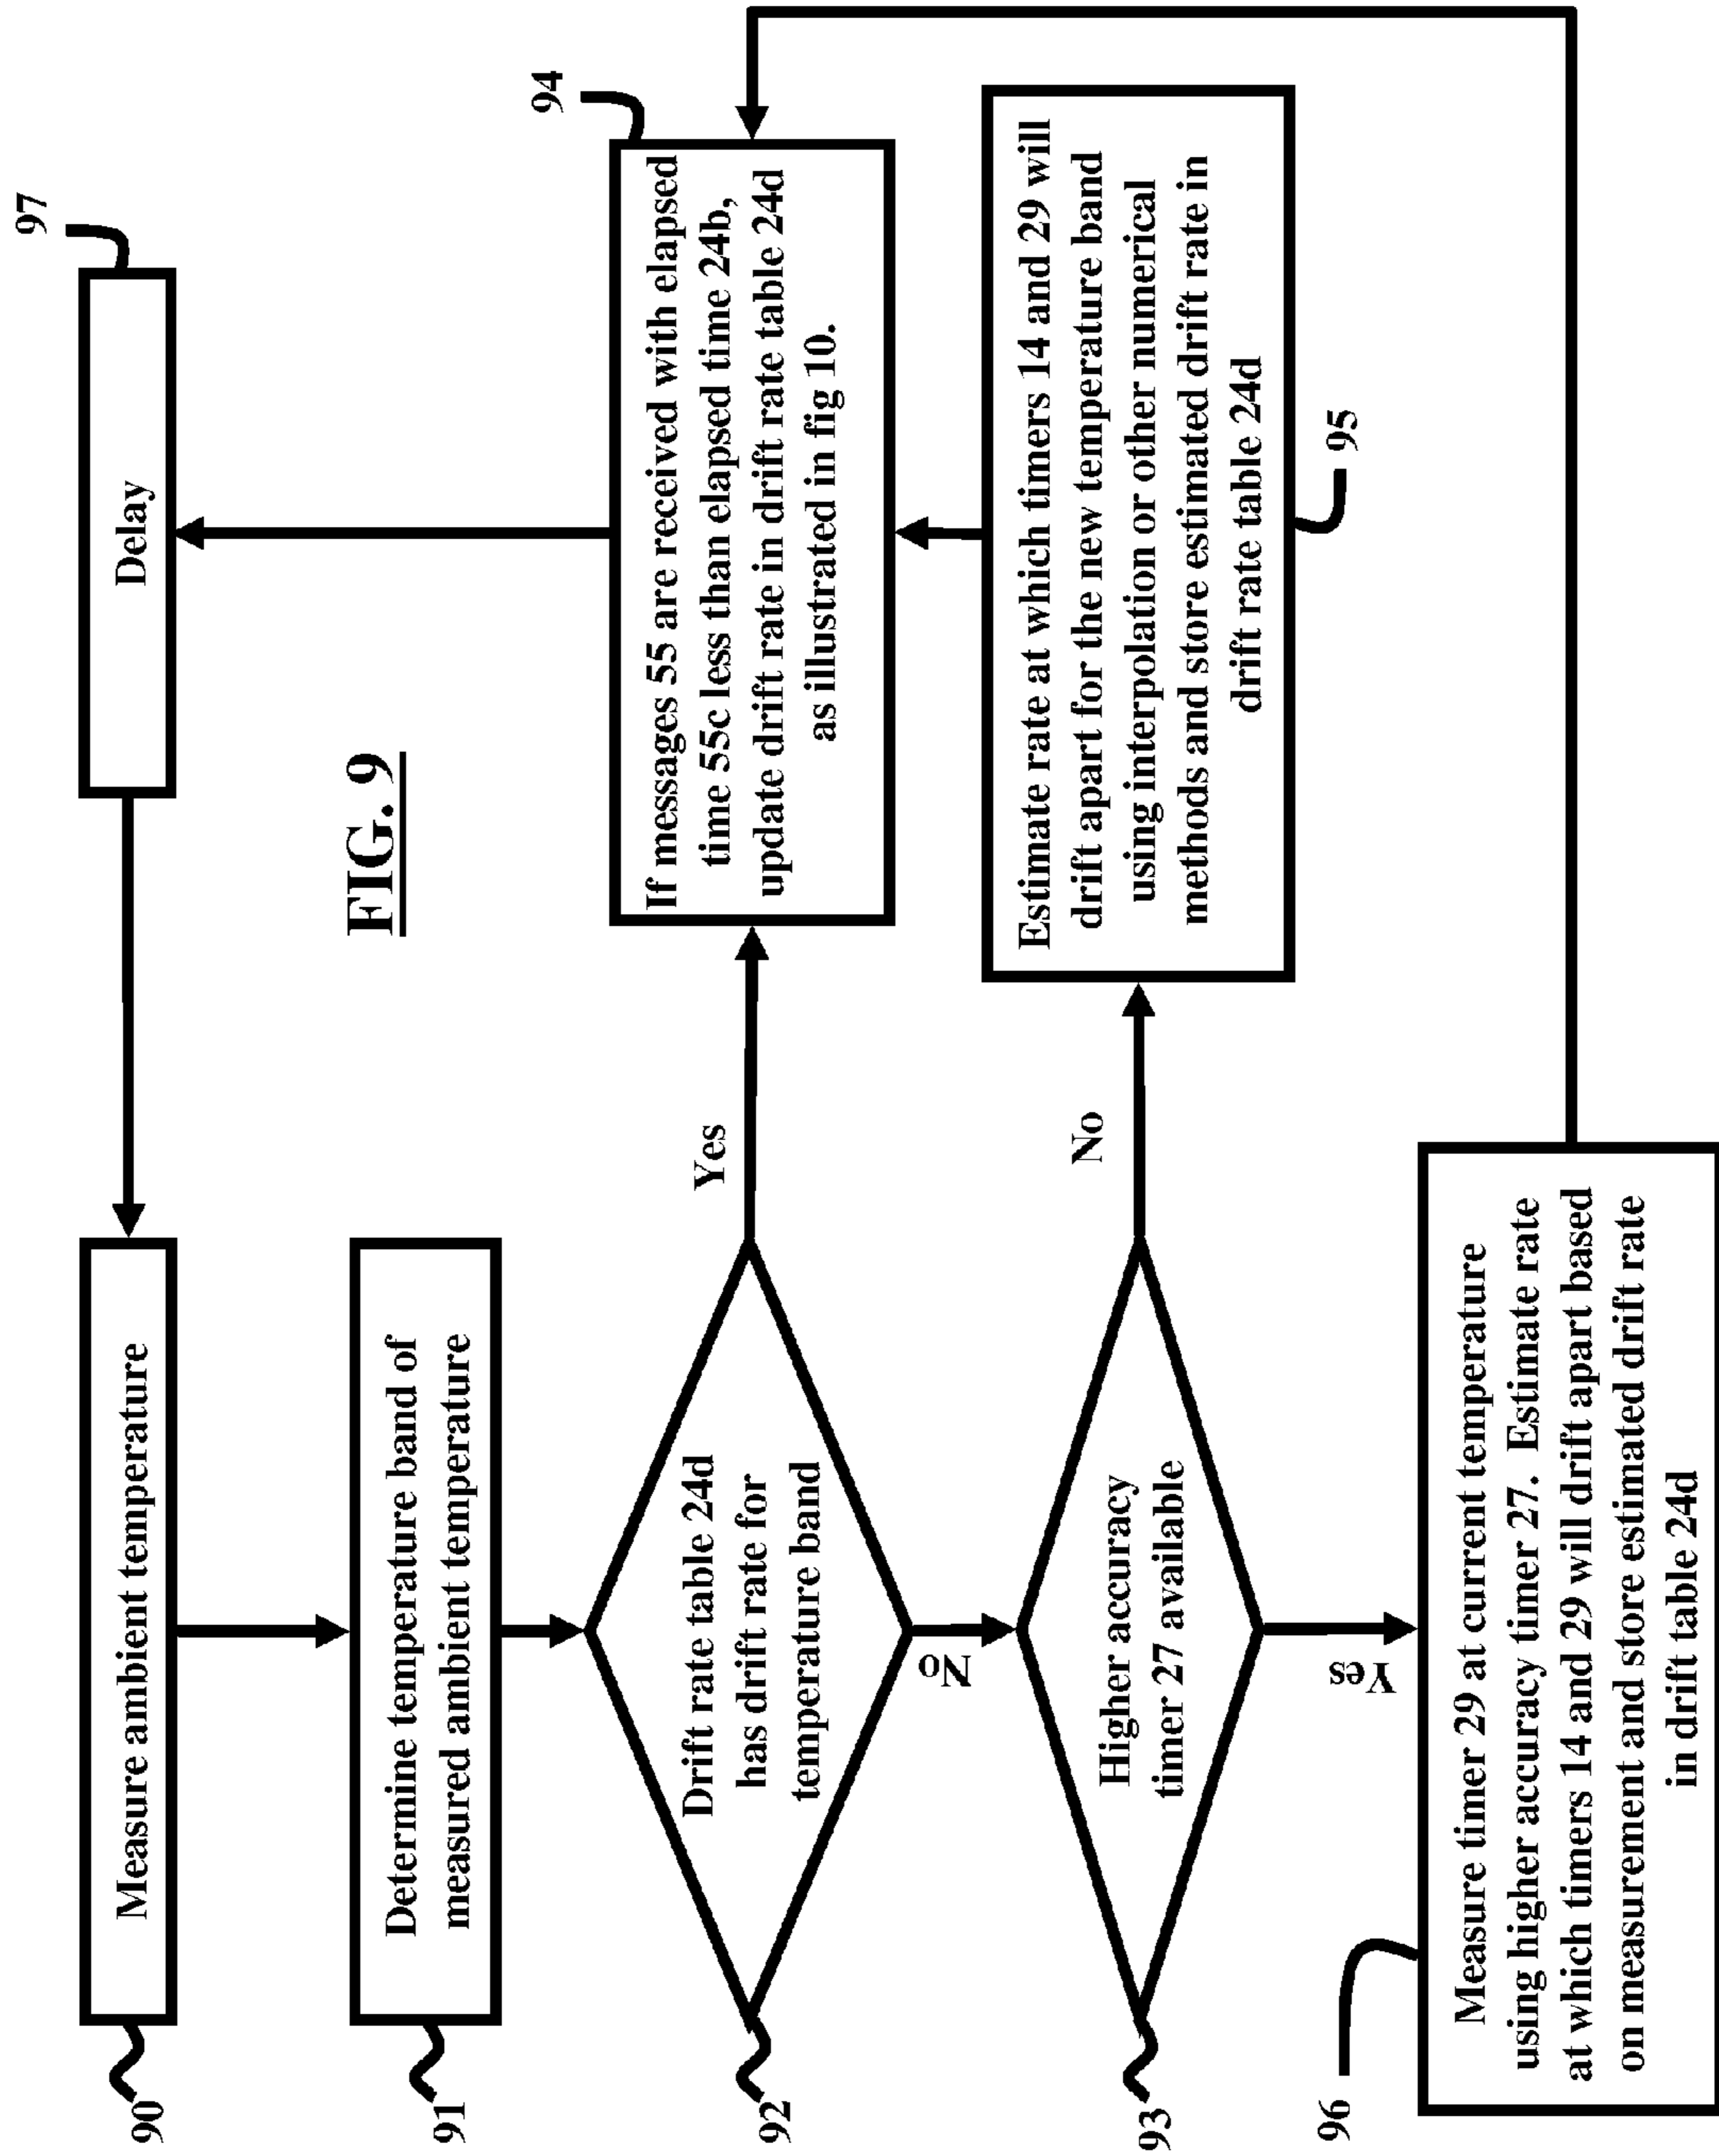 90
Measure ambient temperature
Delay
97
91
Determine temperature band of
measured ambient temperature
FIG. 9
92
Drift rate table 24d
has drift rate for
temperature band
Yes
No
94
If messages 55 are received with elapsed
time 55c less than elapsed time 24b,
update drift rate in drift rate table 24d
as illustrated in fig 10.
93
Higher accuracy
timer 27 available
No
Yes
Estimate rate at which timers 14 and 29 will
drift apart for the new temperature band
using interpolation or other numerical
methods and store estimated drift rate in
drift rate table 24d
95
96
Measure timer 29 at current temperature
using higher accuracy timer 27. Estimate rate
at which timers 14 and 29 will drift apart based
on measurement and store estimated drift rate
in drift table 24d